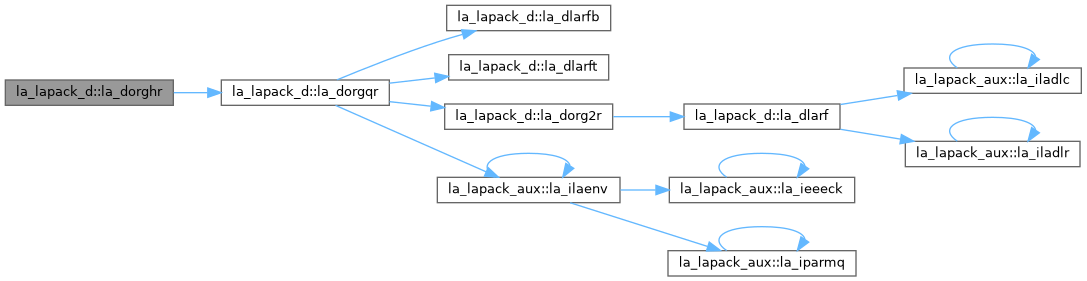 la_lapack_d::la_dlarfb
la_lapack_d::la_dlarft
la_lapack_aux::la_iladlc
la_lapack_d::la_dorghr
la_lapack_d::la_dorgqr
la_lapack_d::la_dorg2r
la_lapack_d::la_dlarf
la_lapack_aux::la_iladlr
la_lapack_aux::la_ilaenv
la_lapack_aux::la_ieeeck
la_lapack_aux::la_iparmq